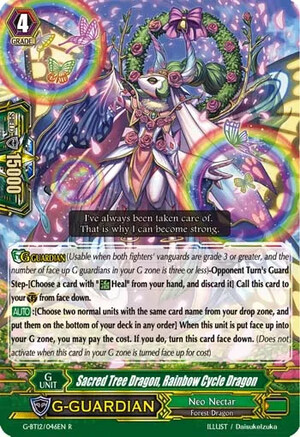 4
GRADE
15000
I've always been taken care of.
That is why I can become strong.
G GUARDIAN (Usable when both fighters' vanguards are grade 3 or greater, and the
number of face up G guardians in your G zone is three or less)-Opponent Turn's Guard
Step-[Choose a card with "Heal" from your hand, and discard it] Call this card to
your from face down.
AUTO:[Choose two normal units with the same card name from your drop zone, and
put them on the bottom of your deck in any order] When this unit is put face up into
your G zone, you may pay the cost. If you do, turn this card face down. (Does not
activate when this card in your G zone is turned face up for cost)
G
UNIT
Sacred Tree Dragon, Rainbow Cycle Dragon
G-GUARDIAN
Neo Nectar
Forest Dragon
G-BT12/046EN R
ILLUST / DaisukeIzuka